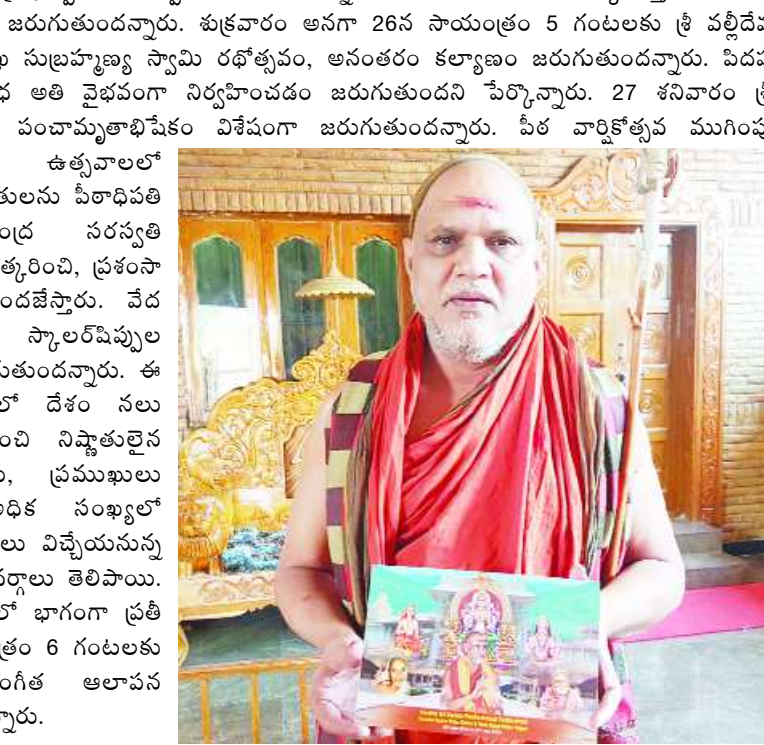 జరుగుతుందన్నారు. శుక్రవారం అనగా 26న సాయంత్రం 5 గంటలకు శ్రీ వల్లీదేవ
సుబ్రహ్మణ్య స్వామి రథోత్సవం, అనంతరం కల్యాణం జరుగుతుందన్నారు. పిదప
అతి వైభవంగా నిర్వహించడం జరుగుతుందని పేర్కొన్నారు. 27 శనివారం శ్రీ
పంచామృతాభిషేకం విశేషంగా జరుగుతుందన్నారు. పీఠ వార్షికోత్సవ ముగింపు
ఉత్సవాలలో
తులను పీఠాధిపతి
ంద్ర సరస్వతి
త్కరించి, ప్రశంసా
ందజేస్తారు. వేద
స్కాలర్‌షిప్పుల
గుతుందన్నారు. ఈ
లో దేశం నలు
ంచి నిష్ణాతులైన
ప్రముఖులు
ధిక సంఖ్యలో
లు విచ్చేయనున్న
వర్గాలు తెలిపాయి.
లో భాగంగా ప్రతీ
త్రం 6 గంటలకు
ంగీత ఆలాపన
న్నారు.